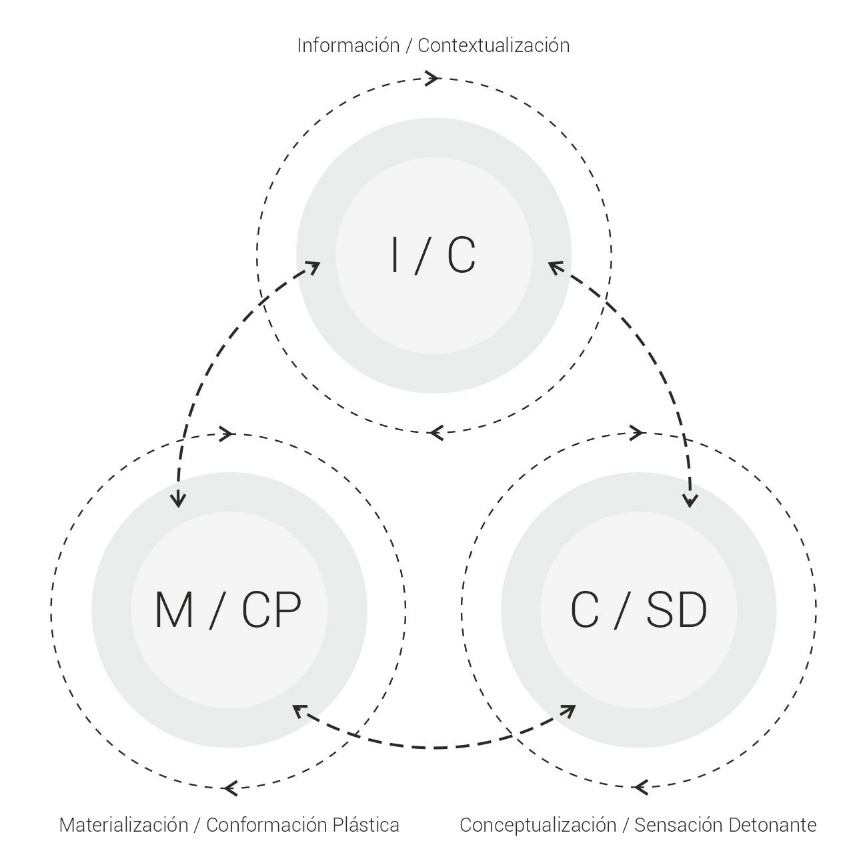 Información / Contextualización
I / C
M / CP
C / SD
Materialización / Conformación Plástica
Conceptualización / Sensación Detonante